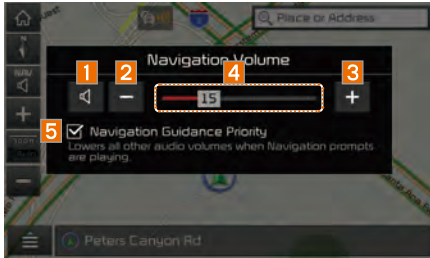 Place or Address
Navigation Volume
NAV
1
2
4
3
15
5
Navigation Guidance Priority
Lowers all other audio volumes when Navigation prompts
are playing.
Peters Canyon Rd